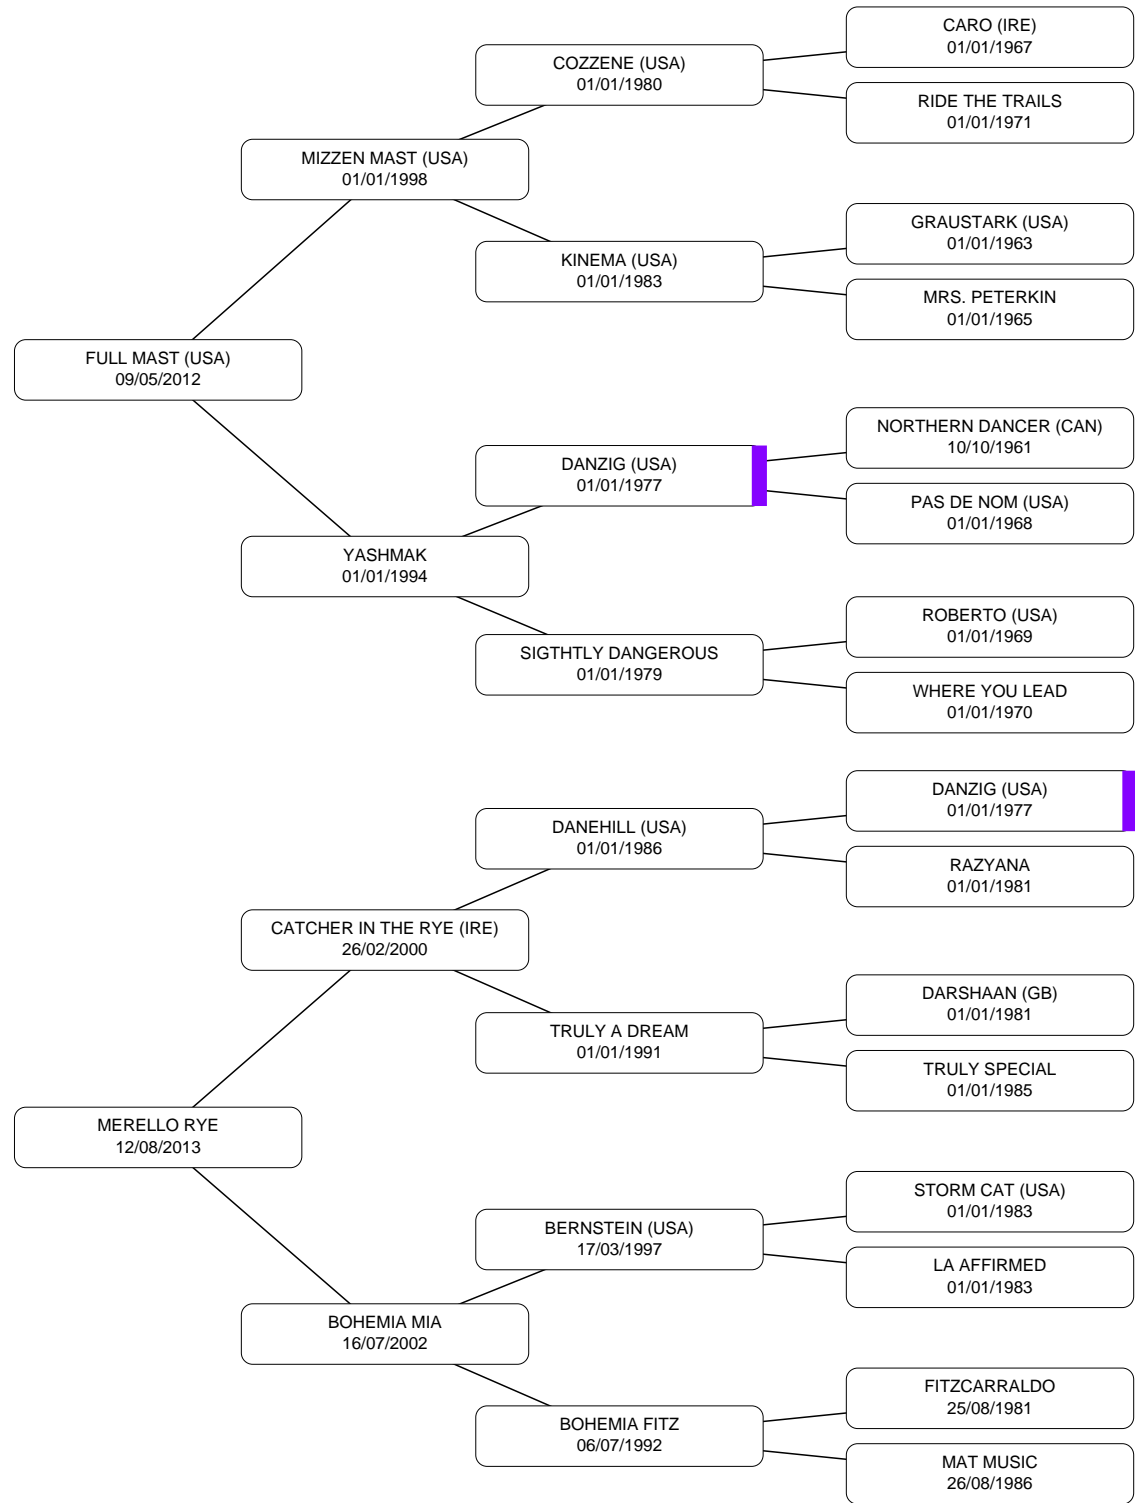 CARO (IRE)
01/01/1967
COZZENE (USA)
01/01/1980
RIDE THE TRAILS
01/01/1971
MIZZEN MAST (USA)
01/01/1998
GRAUSTARK (USA)
01/01/1963
KINEMA (USA)
01/01/1983
MRS. PETERKIN
01/01/1965
FULL MAST (USA)
09/05/2012
NORTHERN DANCER (CAN)
10/10/1961
DANZIG (USA)
01/01/1977
PAS DE NOM (USA)
01/01/1968
YASHMAK
01/01/1994
ROBERTO (USA)
01/01/1969
SIGTHTLY DANGEROUS
01/01/1979
WHERE YOU LEAD
01/01/1970
DANZIG (USA)
01/01/1977
DANEHILL (USA)
01/01/1986
RAZYANA
01/01/1981
CATCHER IN THE RYE (IRE)
26/02/2000
DARSHAAN (GB)
01/01/1981
TRULY A DREAM
01/01/1991
TRULY SPECIAL
01/01/1985
MERELLO RYE
12/08/2013
STORM CAT (USA)
01/01/1983
BERNSTEIN (USA)
17/03/1997
LA AFFIRMED
01/01/1983
BOHEMIA MIA
16/07/2002
FITZCARRALDO
25/08/1981
BOHEMIA FITZ
06/07/1992
MAT MUSIC
26/08/1986